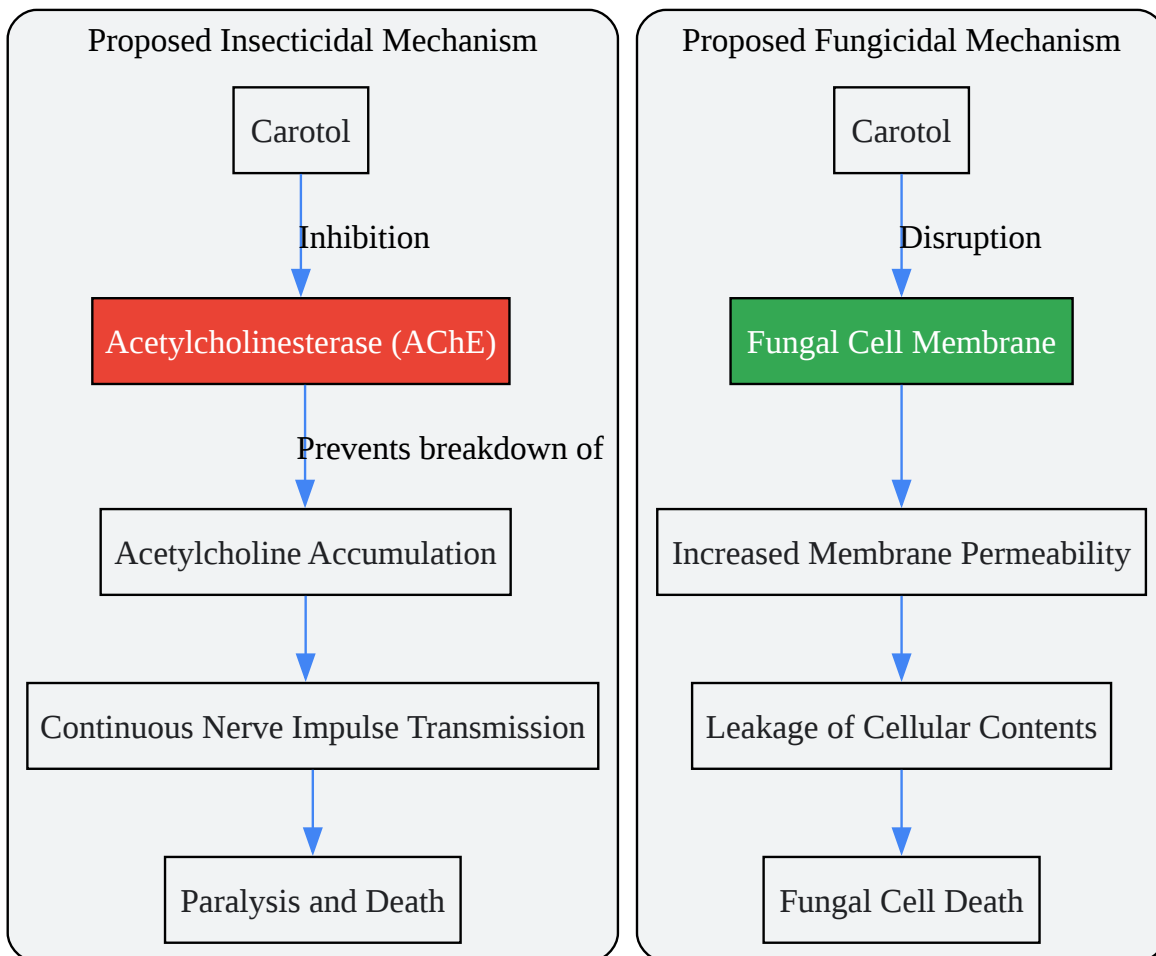 Proposed Insecticidal Mechanism
Carotol
Inhibition
Acetylcholinesterase (AChE)
Prevents breakdown of
Acetylcholine Accumulation
Continuous Nerve Impulse Transmission
Paralysis and Death
Proposed Fungicidal Mechanism
Carotol
Disruption
Fungal Cell Membrane
Increased Membrane Permeability
Leakage of Cellular Contents
Fungal Cell Death